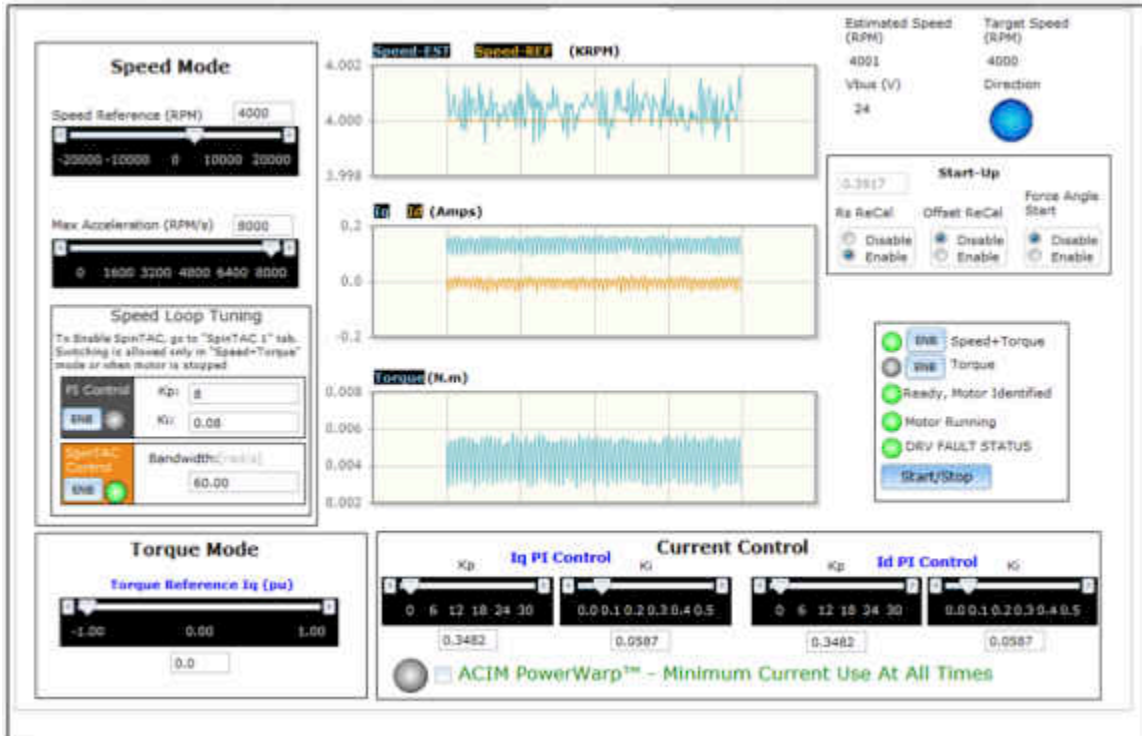 Speed Mode
Speed Reference (RPM) 4000
-20000 -10000 0 10000 20000
Max Acceleration (RPM/s) 8000
0 1600 3200 4800 6400 8000
Speed Loop Tuning
To Enable SpinTAC, go to "SpinTAC 1" tab.
Switching is allowed only in "Speed+Torque"
mode or when motor is stopped
PI Control
ENB
Kp: 8
Ki: 0.08
SpinTAC
Control
ENB
Bandwidth:(rad/s)
60.00
Torque Mode
Torque Reference Iq (pu)
-1.00 0.00 1.00
0.0
Speed-EST Speed-REF (KRPM)
4.002
4.000
3.998
Iq Id (Amps)
0.2
0.0
-0.2
Torque (N.m)
0.008
0.006
0.004
0.002
Estimated Speed
(RPM)
4001
Target Speed
(RPM)
4000
Vbus (V)
24
Direction
Start-Up
0.3917
Rs ReCal
Disable
Enable
Offset ReCal
Disable
Enable
Force Angle
Start
Disable
Enable
ENB Speed+Torque
ENB Torque
Ready, Motor Identified
Motor Running
DRV FAULT STATUS
Start/Stop
Current Control
Iq PI Control
Kp
0 6 12 18 24 30
0.3482
Ki
0.0 0.1 0.2 0.3 0.4 0.5
0.0587
Id PI Control
Kp
0 6 12 18 24 30
0.3482
Ki
0.0 0.1 0.2 0.3 0.4 0.5
0.0587
ACIM PowerWarp™ - Minimum Current Use At All Times